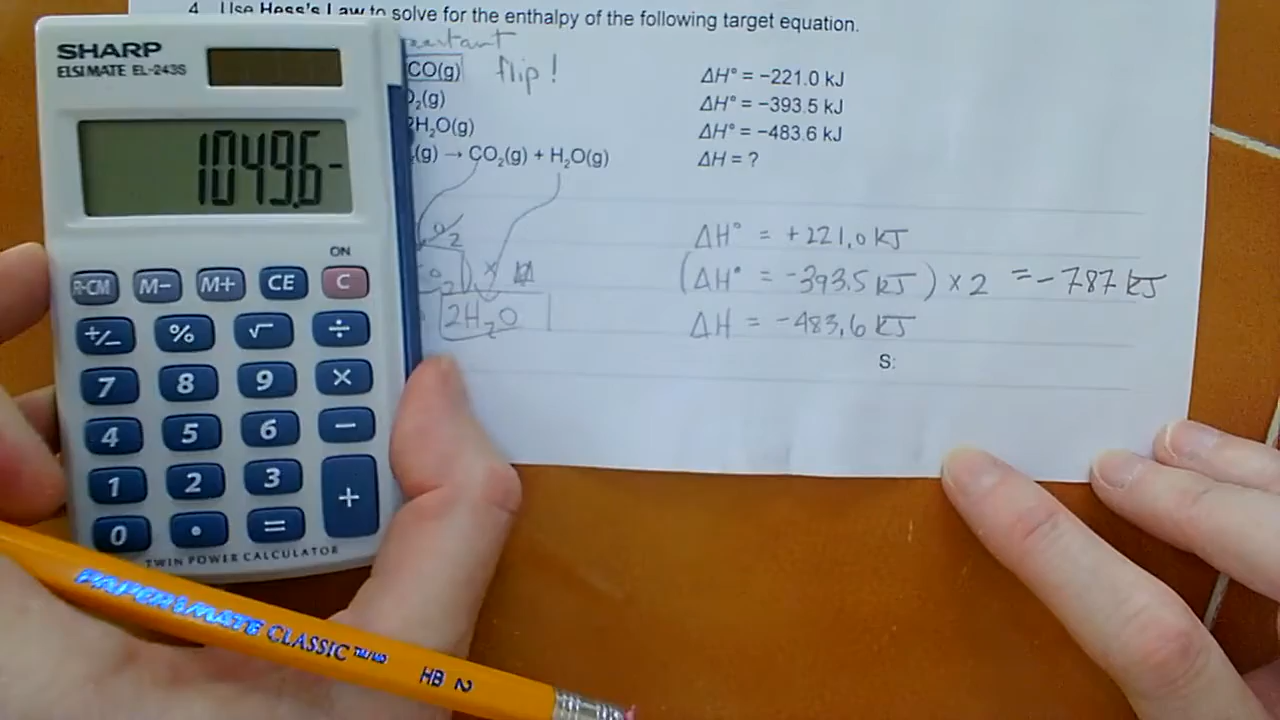 4. Use Hess's Law to solve for the enthalpy of the following target equation.
CO(g) flip! ΔH° = −221.0 kJ
O₂(g) ΔH° = −393.5 kJ
2H₂O(g) ΔH° = −483.6 kJ
(g) → CO₂(g) + H₂O(g) ΔH = ?
ΔH° = +221.0 kJ
(ΔH° = -393.5 kJ) × 2 = -787 kJ
2H₂O ΔH = -483.6 kJ
S:
SHARP
ELSIMATE EL-243S
1049.6-
ON
R·CM M− M+ CE C
+/− % √ ÷
7 8 9 ×
4 5 6 −
1 2 3 +
0 • =
TWIN POWER CALCULATOR
PAPERMATE CLASSIC HB 2